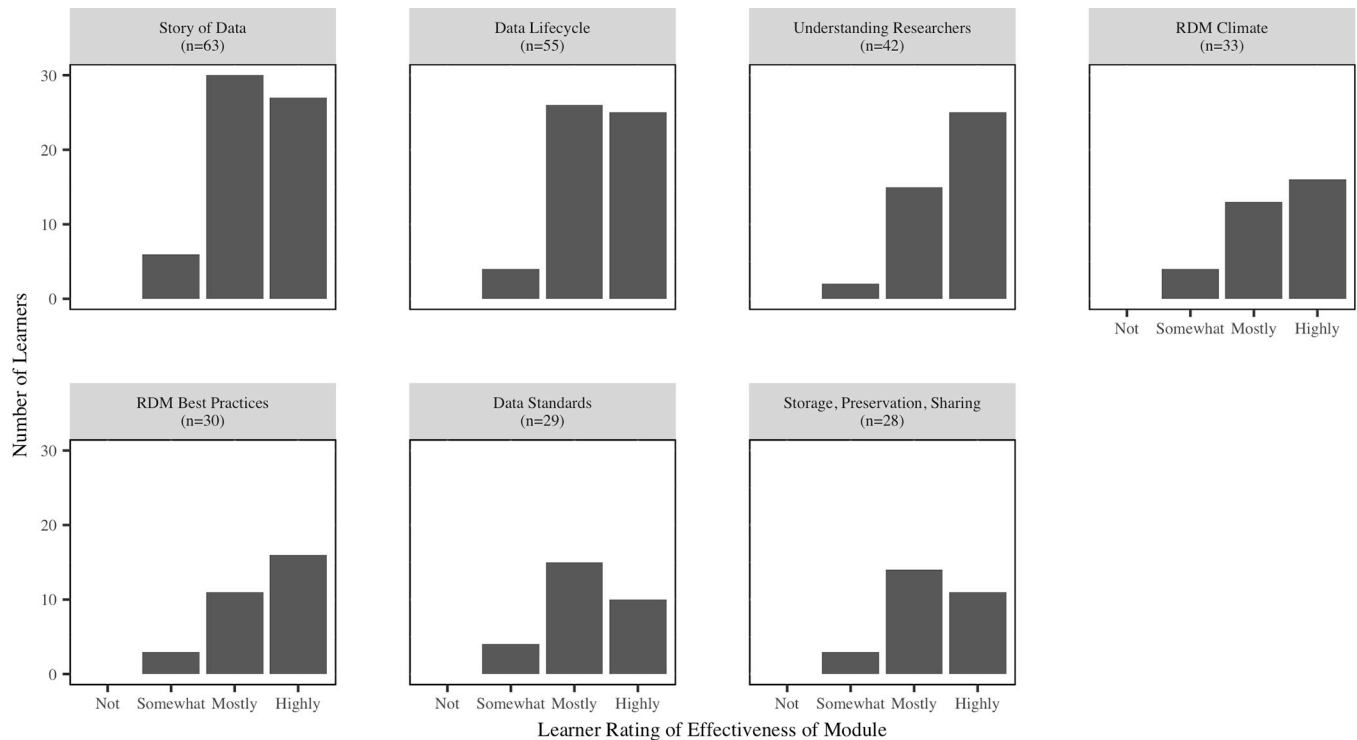 Story of Data
(n=63)
Data Lifecycle
(n=55)
Understanding Researchers
(n=42)
RDM Climate
(n=33)
30
20
10
0
Not Somewhat Mostly Highly
Number of Learners
RDM Best Practices
(n=30)
Data Standards
(n=29)
Storage, Preservation, Sharing
(n=28)
30
20
10
0
Not Somewhat Mostly Highly
Not Somewhat Mostly Highly
Not Somewhat Mostly Highly
Learner Rating of Effectiveness of Module